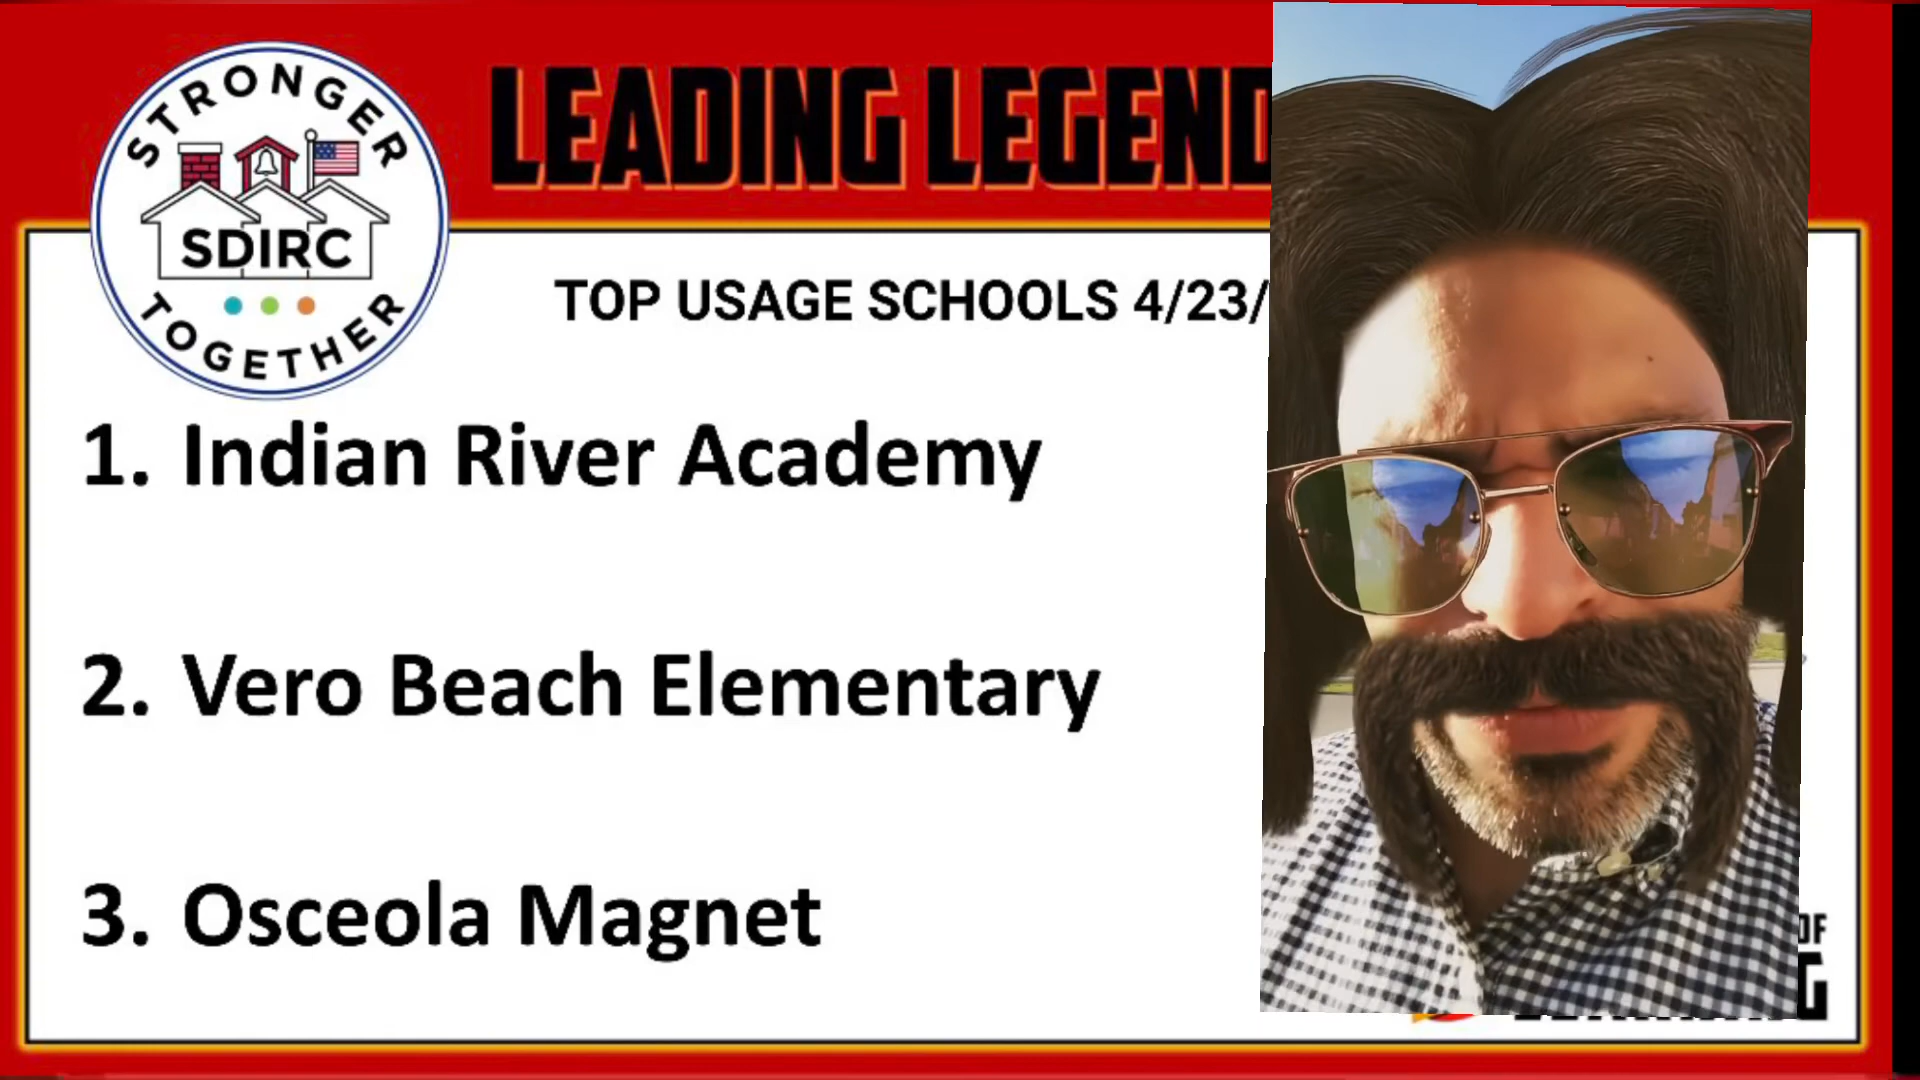 STRONGER
SDIRC
TOGETHER
LEADING LEGEND
TOP USAGE SCHOOLS 4/23/
1. Indian River Academy
2. Vero Beach Elementary
3. Osceola Magnet
OF